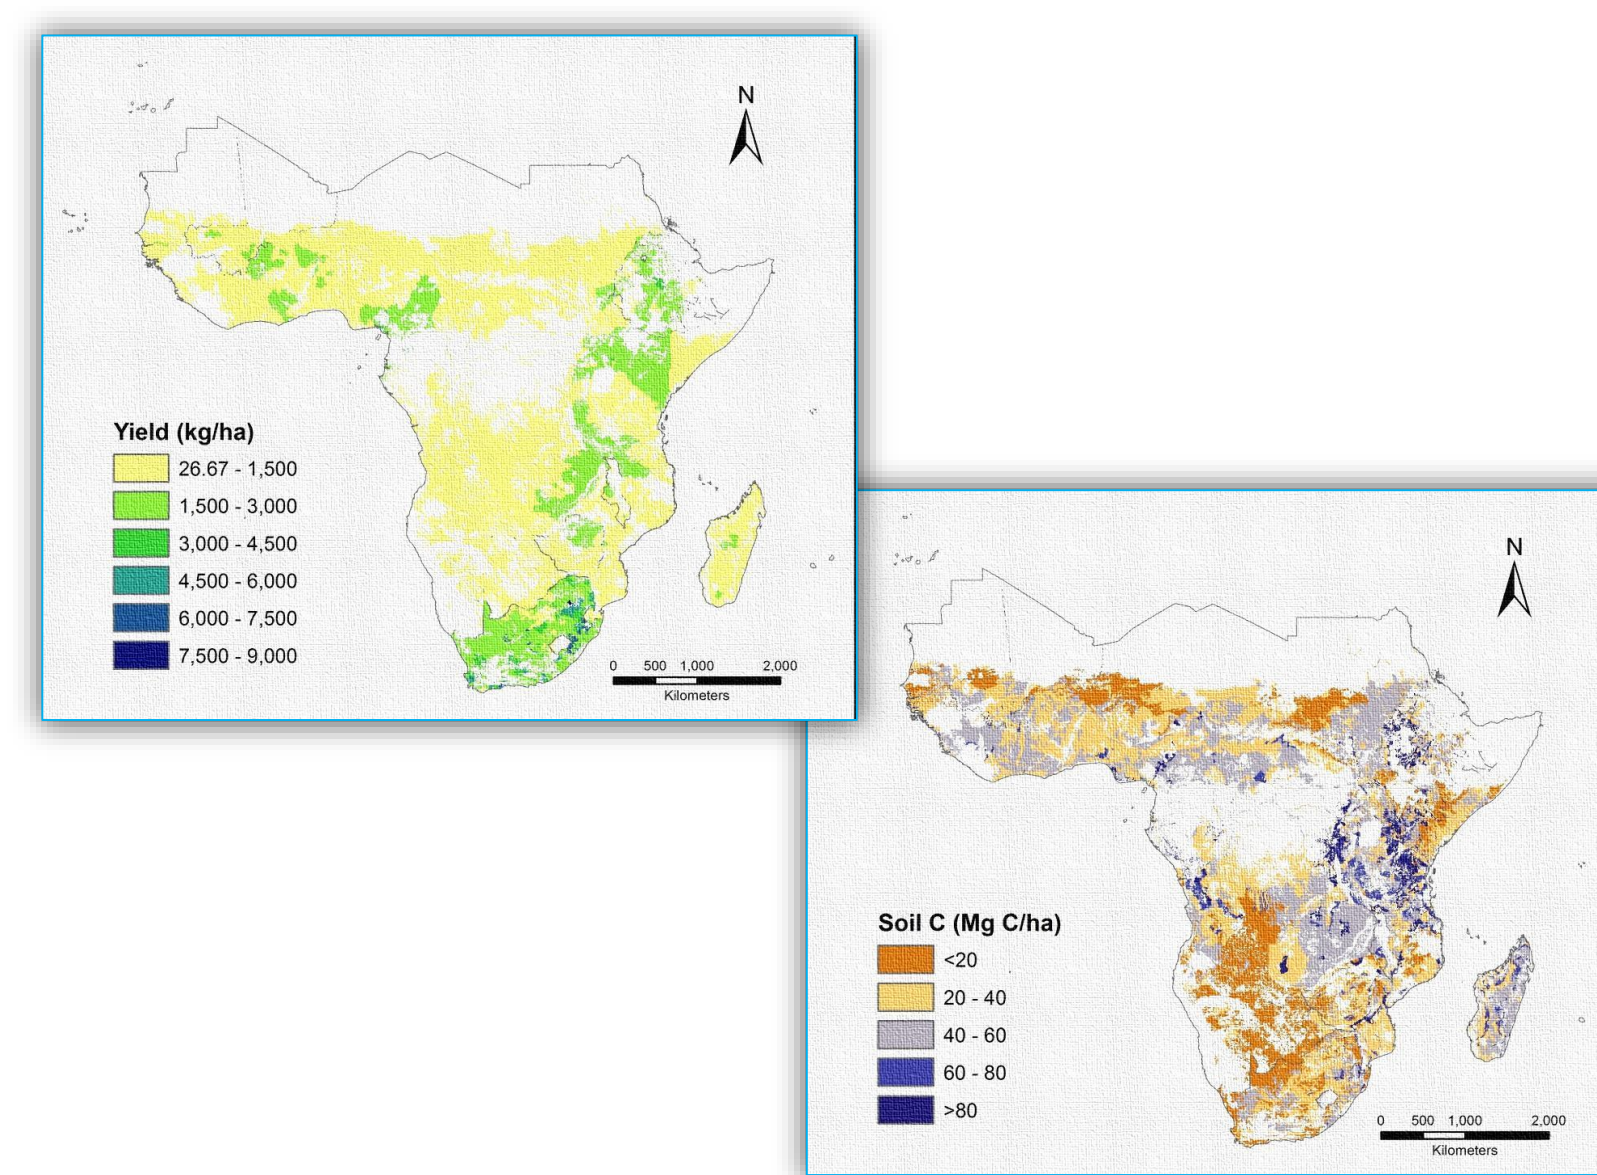 N
Yield (kg/ha)
26.67 - 1,500
1,500 - 3,000
3,000 - 4,500
4,500 - 6,000
6,000 - 7,500
7,500 - 9,000
0 500 1,000 2,000
Kilometers
N
Soil C (Mg C/ha)
<20
20 - 40
40 - 60
60 - 80
>80
0 500 1,000 2,000
Kilometers